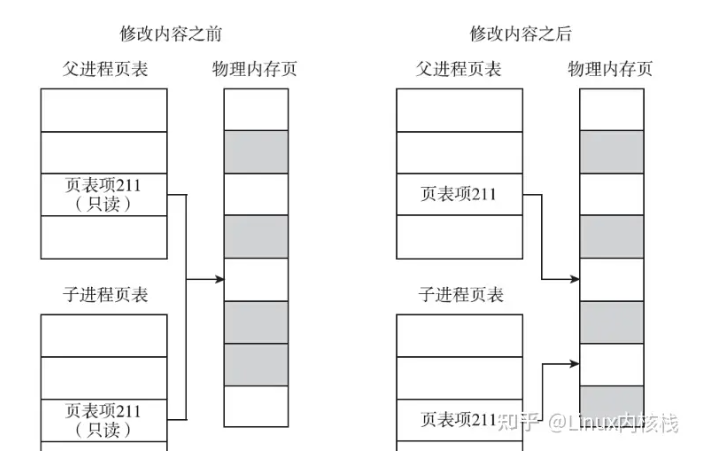 修改内容之前
修改内容之后
父进程页表
物理内存页
父进程页表
物理内存页
页表项211
（只读）
页表项211
子进程页表
子进程页表
页表项211
（只读）
页表项211
知乎 @Linux内核栈